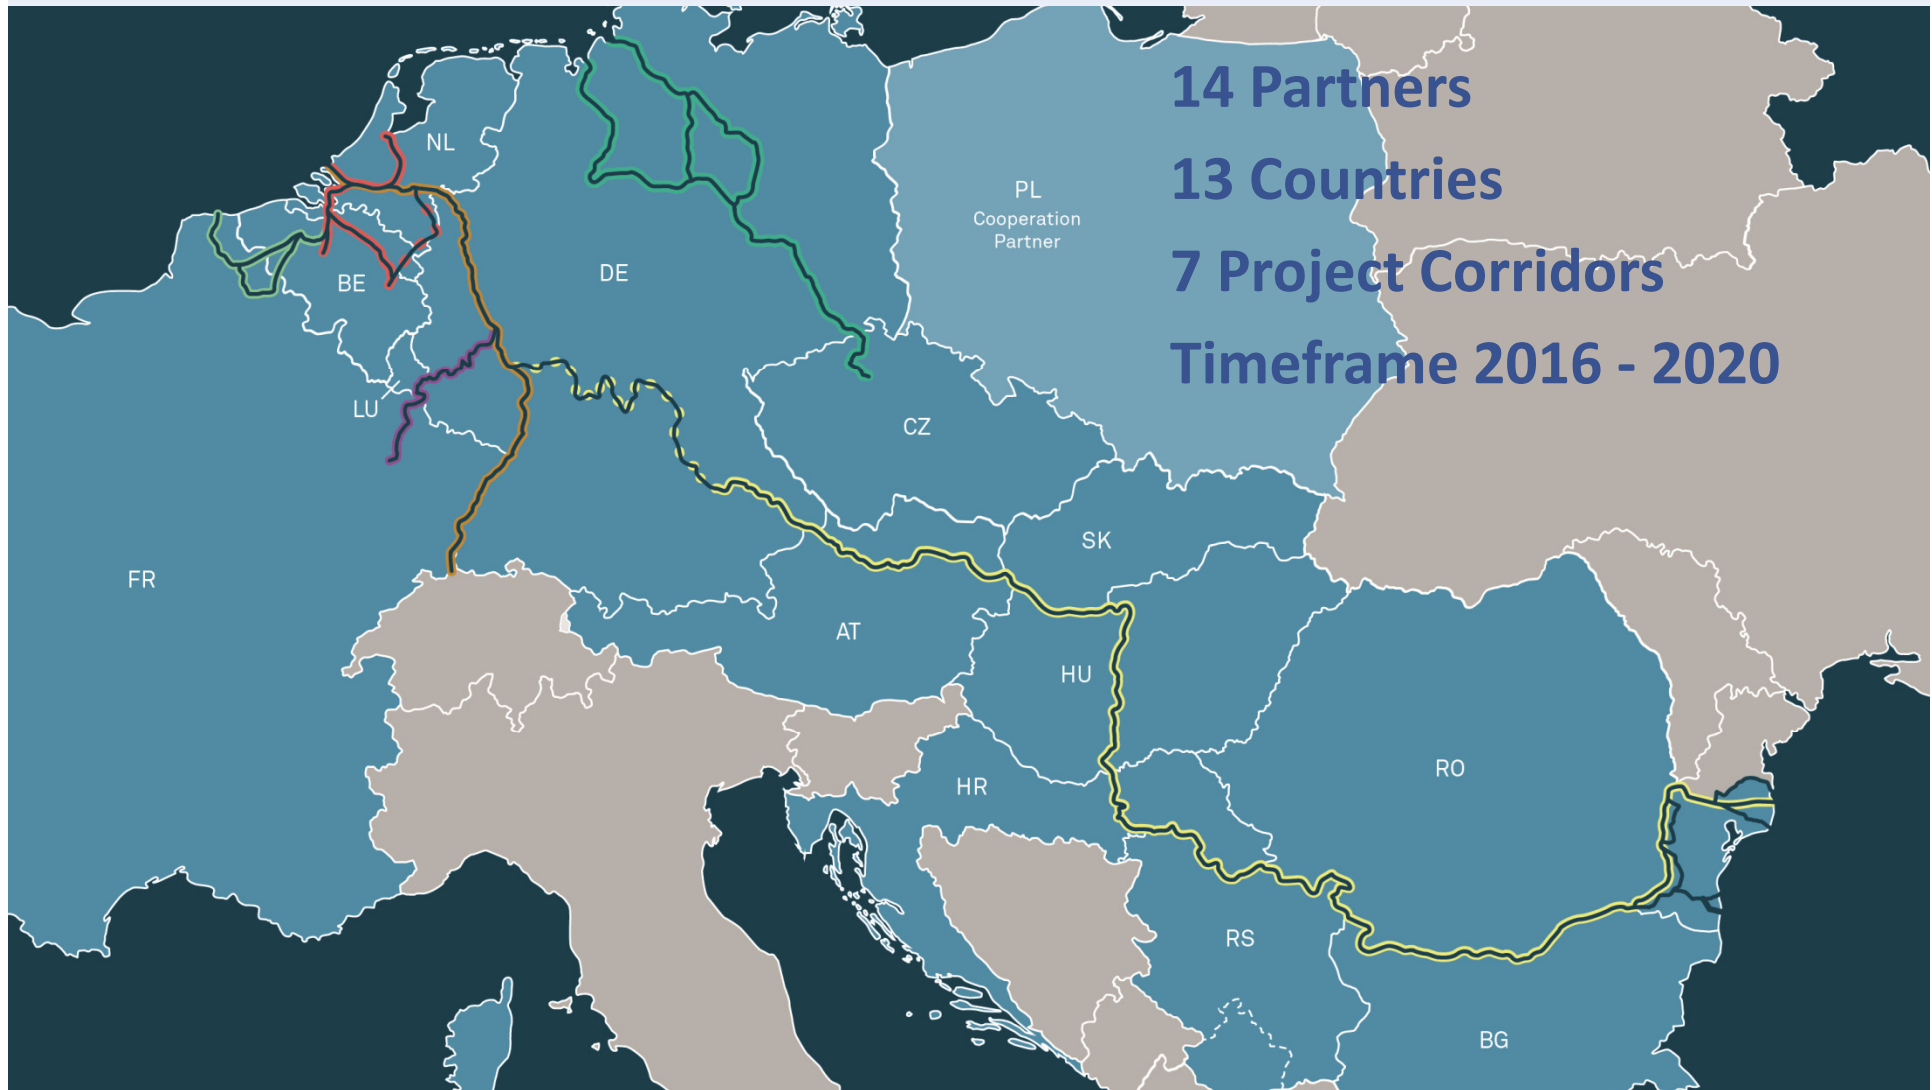 14 Partners
13 Countries
7 Project Corridors
Timeframe 2016 - 2020
NL
PL
Cooperation
Partner
DE
BE
LU
CZ
SK
FR
AT
HU
HR
RO
RS
BG